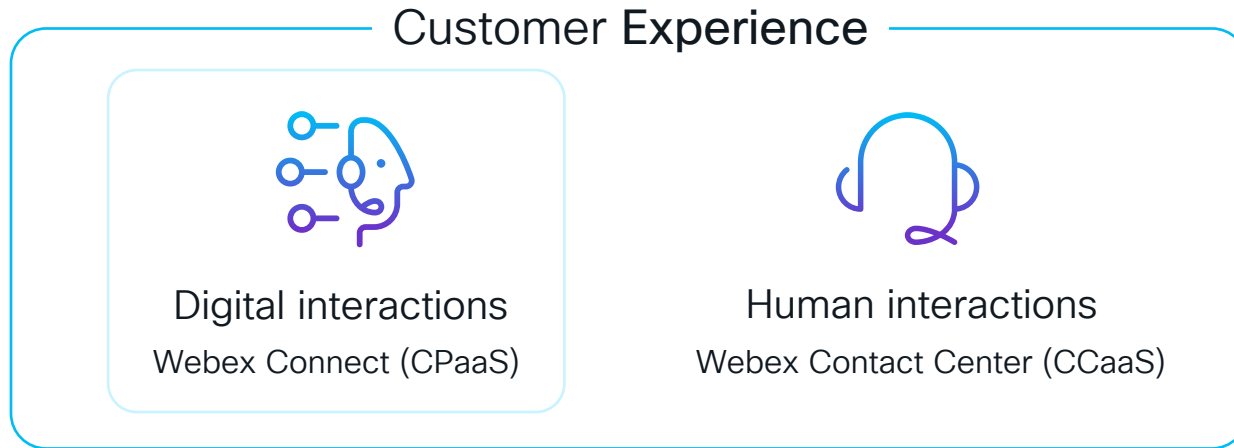 Customer Experience
Digital interactions
Webex Connect (CPaaS)
Human interactions
Webex Contact Center (CCaaS)